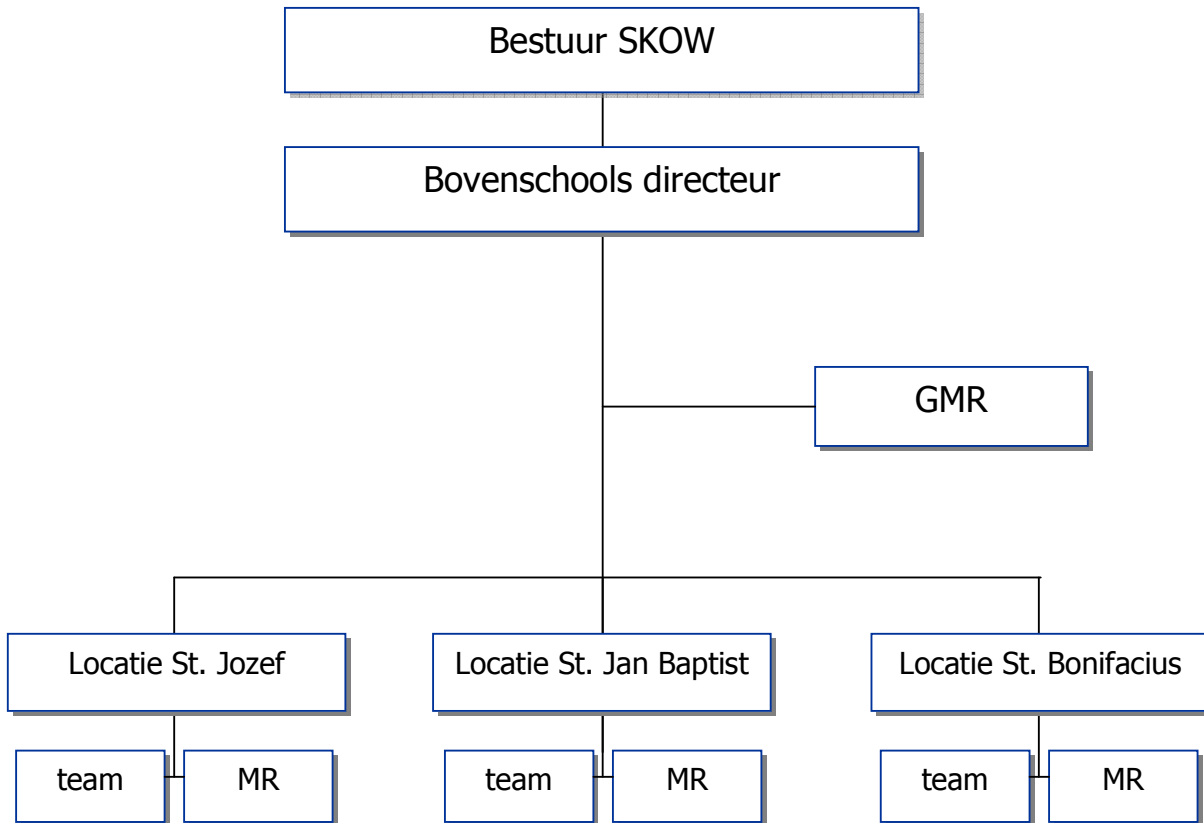 Bestuur SKOW
Bovenschools directeur
GMR
Locatie St. Jozef
Locatie St. Jan Baptist
Locatie St. Bonifacius
team
MR
team
MR
team
MR